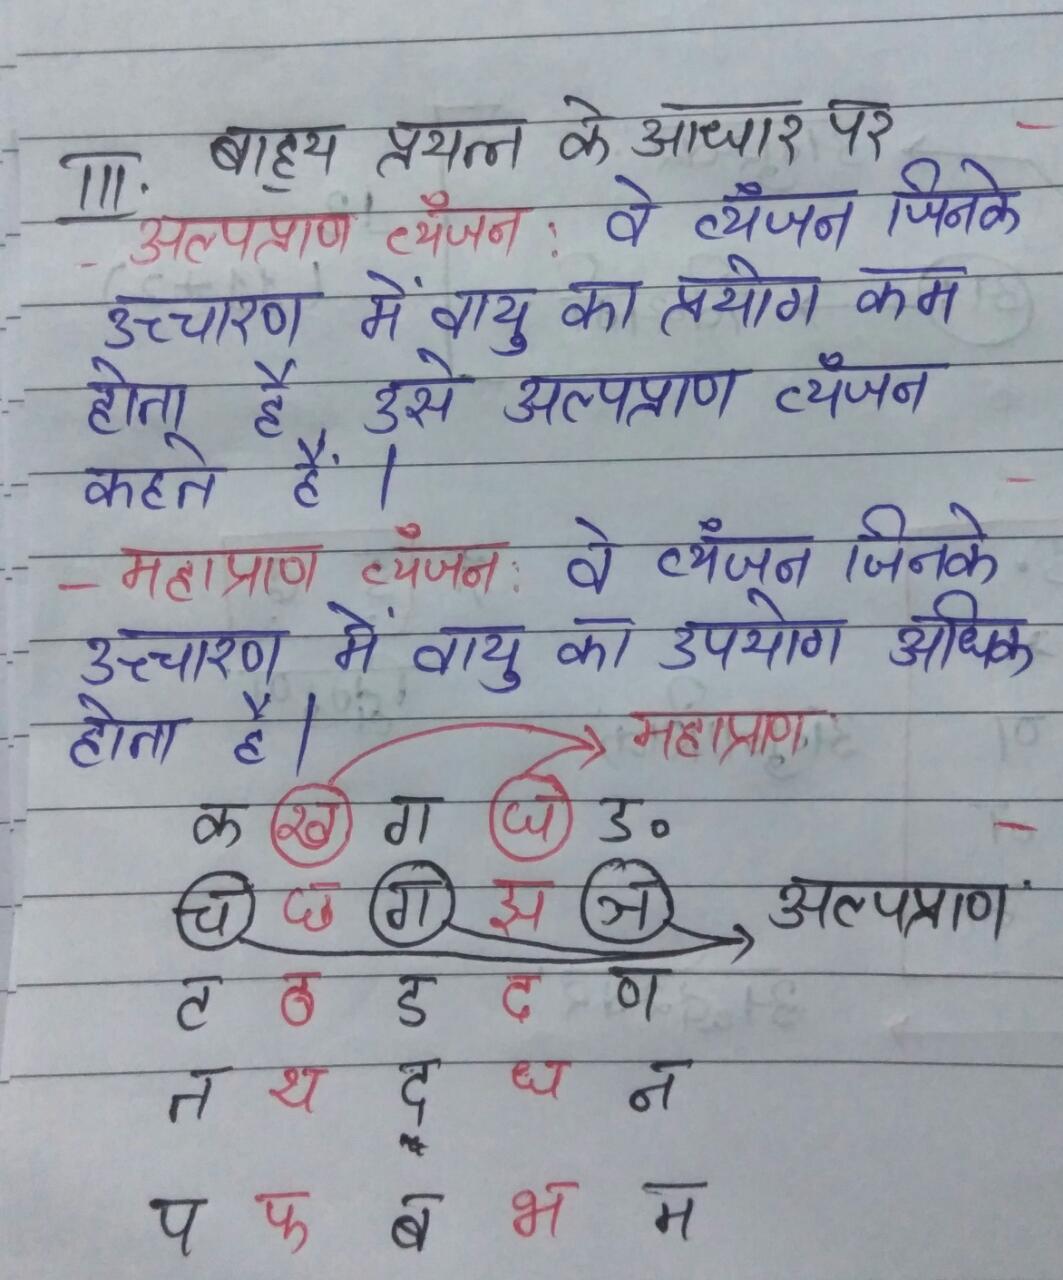 III. बाह्य प्रयत्न के आधार पर
- अल्पप्राण व्यँजन : वे व्यँजन जिनके
उच्चारण में वायु का प्रयोग कम
होता है, उसे अल्पप्राण व्यँजन
कहते हैं ।
- महाप्राण व्यँजन : वे व्यँजन जिनके
उच्चारण में वायु का उपयोग अधिक
होता है । महाप्राण
क ख ग घ ङ
च छ ग झ ञ अल्पप्राण
ट ठ ड द ण
त थ द ध न
प फ ब भ म